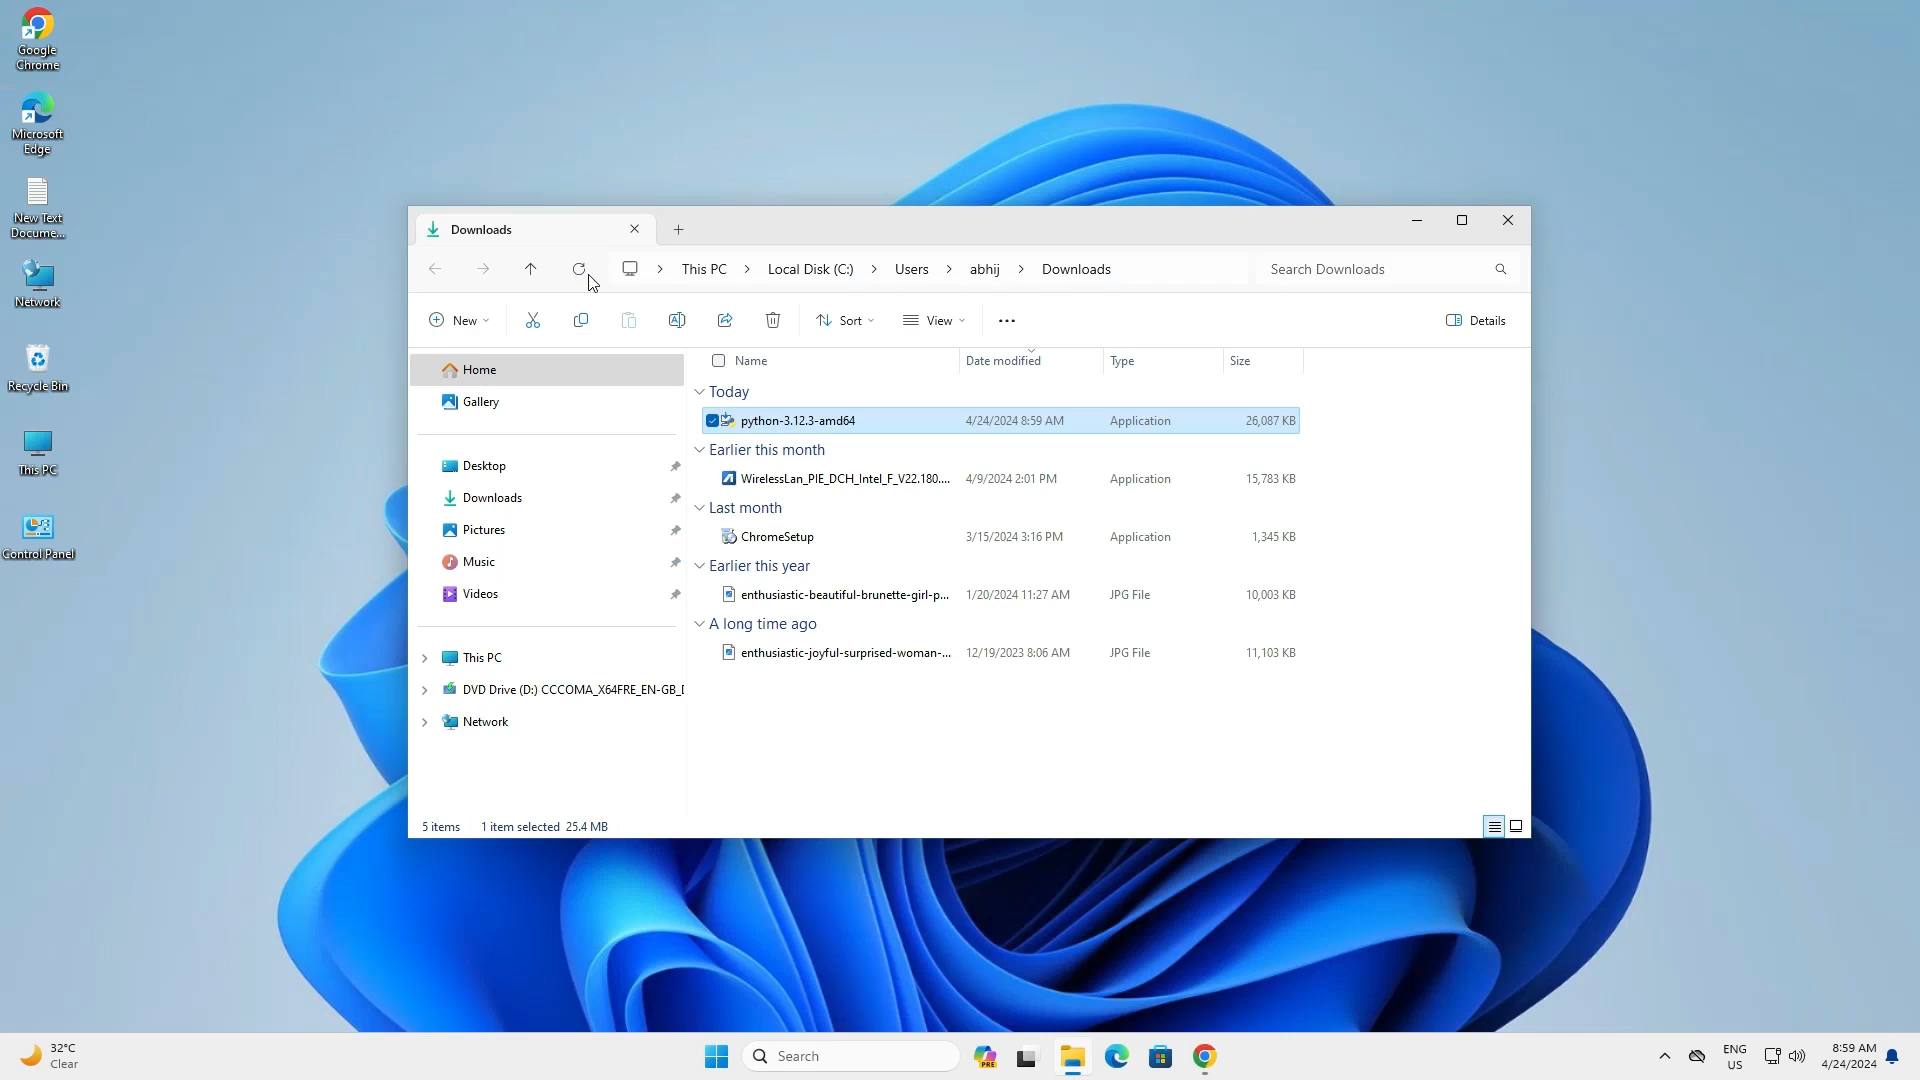 Google
Chrome
Microsoft
Edge
New Text
Docume...
Network
Recycle Bin
This PC
Control Panel
Downloads
This PC
Local Disk (C:)
Users
abhij
Downloads
Search Downloads
New
Sort
View
Details
Home
Gallery
Desktop
Downloads
Pictures
Music
Videos
This PC
DVD Drive (D:) CCCOMA_X64FRE_EN-GB_D
Network
Name Date modified Type Size
Today
python-3.12.3-amd64 4/24/2024 8:59 AM Application 26,087 KB
Earlier this month
WirelessLan_PIE_DCH_Intel_F_V22.180.... 4/9/2024 2:01 PM Application 15,783 KB
Last month
ChromeSetup 3/15/2024 3:16 PM Application 1,345 KB
Earlier this year
enthusiastic-beautiful-brunette-girl-p... 1/20/2024 11:27 AM JPG File 10,003 KB
A long time ago
enthusiastic-joyful-surprised-woman-... 12/19/2023 8:06 AM JPG File 11,103 KB
5 items 1 item selected 25.4 MB
32°C
Clear
Search
PRE
ENG
US
8:59 AM
4/24/2024